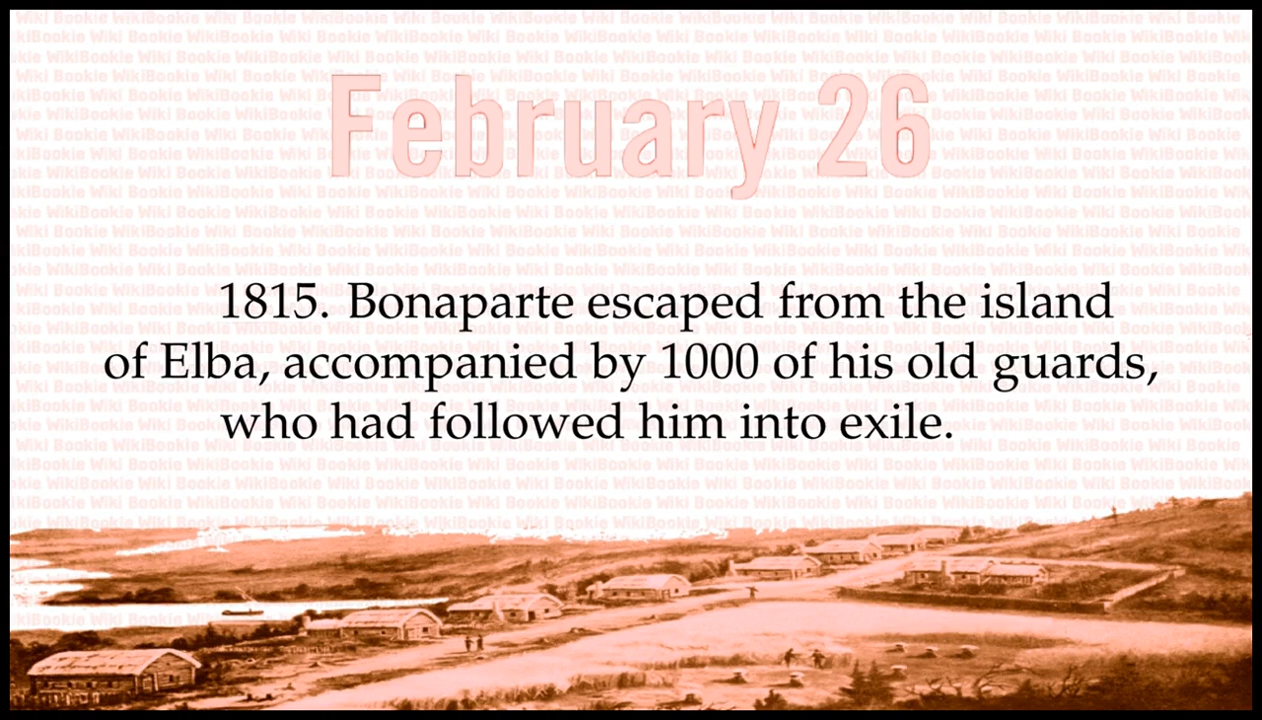 February 26
1815. Bonaparte escaped from the island
of Elba, accompanied by 1000 of his old guards,
who had followed him into exile.